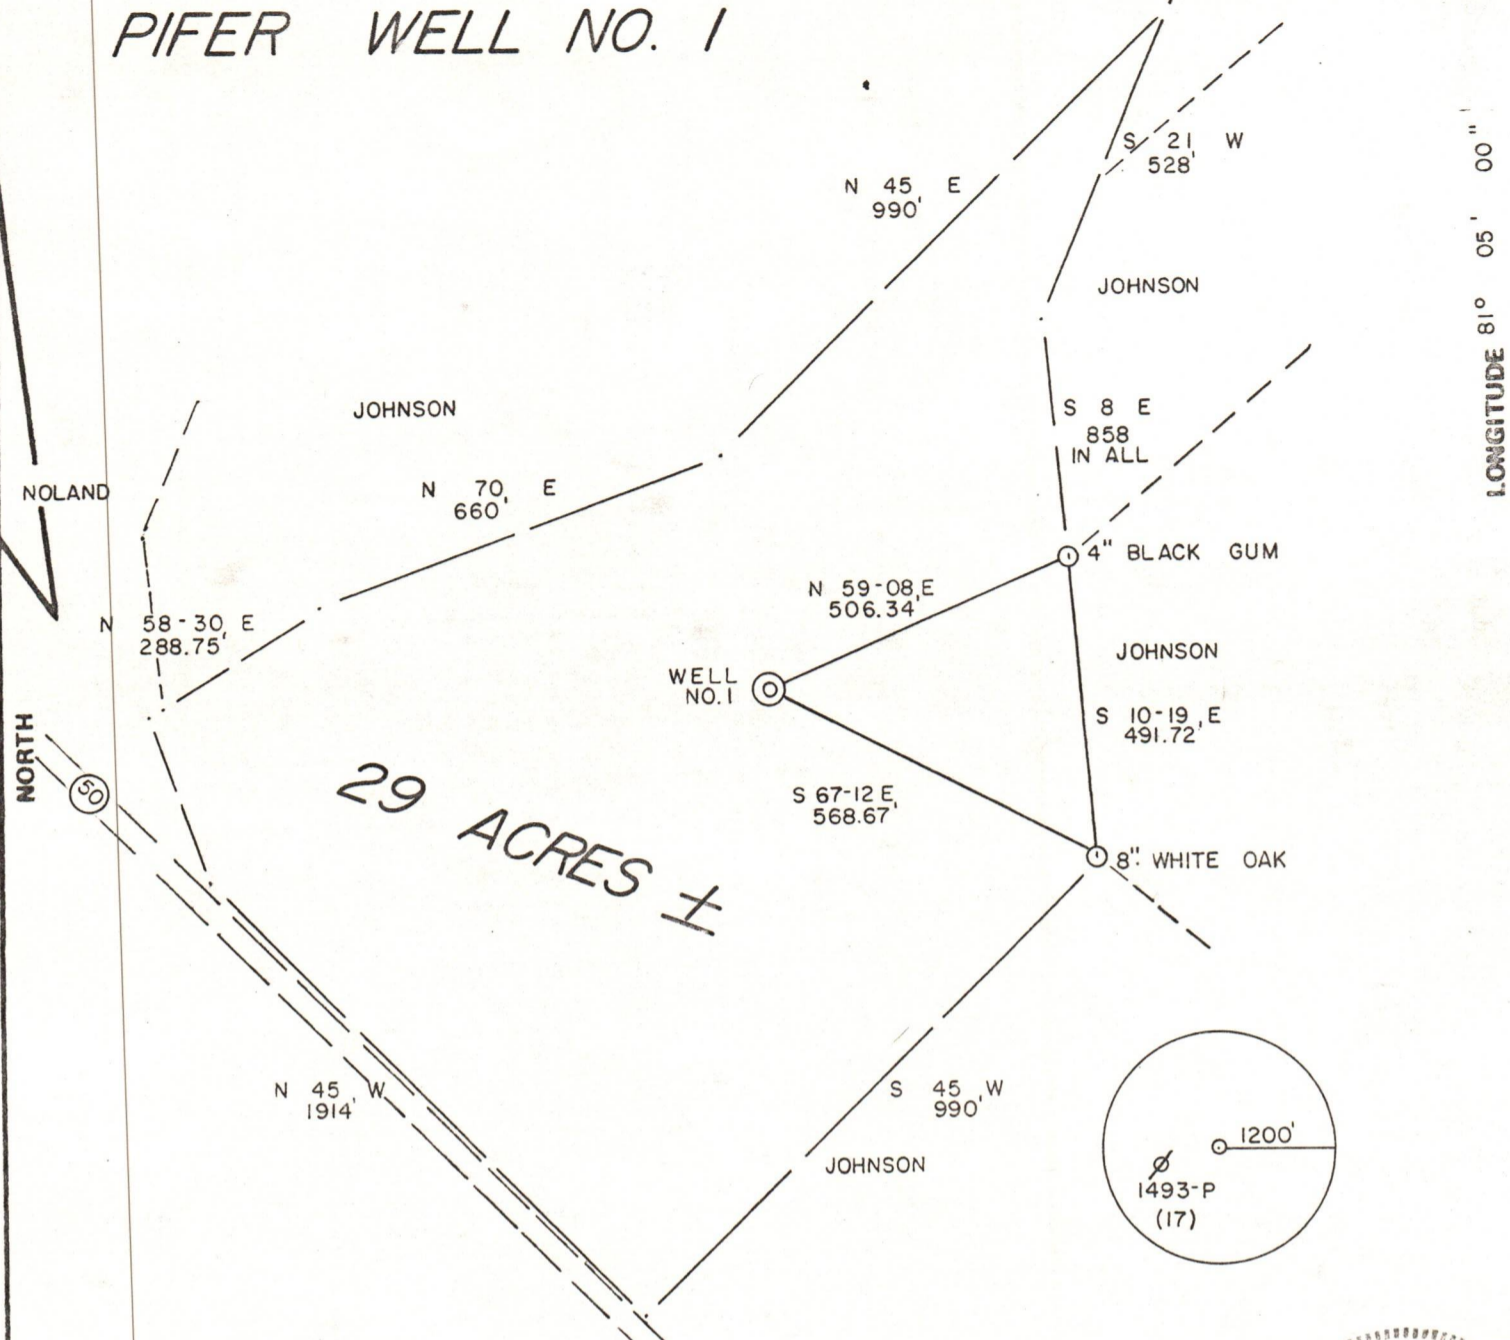 PIFER WELL NO. 1
S 21 W
528'
N 45 E
990'
LONGITUDE 81° 05' 00"
JOHNSON
JOHNSON
S 8 E
858
IN ALL
N 70 E
660'
NOLAND
4" BLACK GUM
N 59-08 E
506.34'
N 58-30 E
288.75'
JOHNSON
WELL
NO. 1
S 10-19 E
491.72'
NORTH
50
29 ACRES ±
S 67-12 E
568.67'
8" WHITE OAK
N 45 W
1914'
S 45 W
990'
JOHNSON
1200'
1493-P
(17)